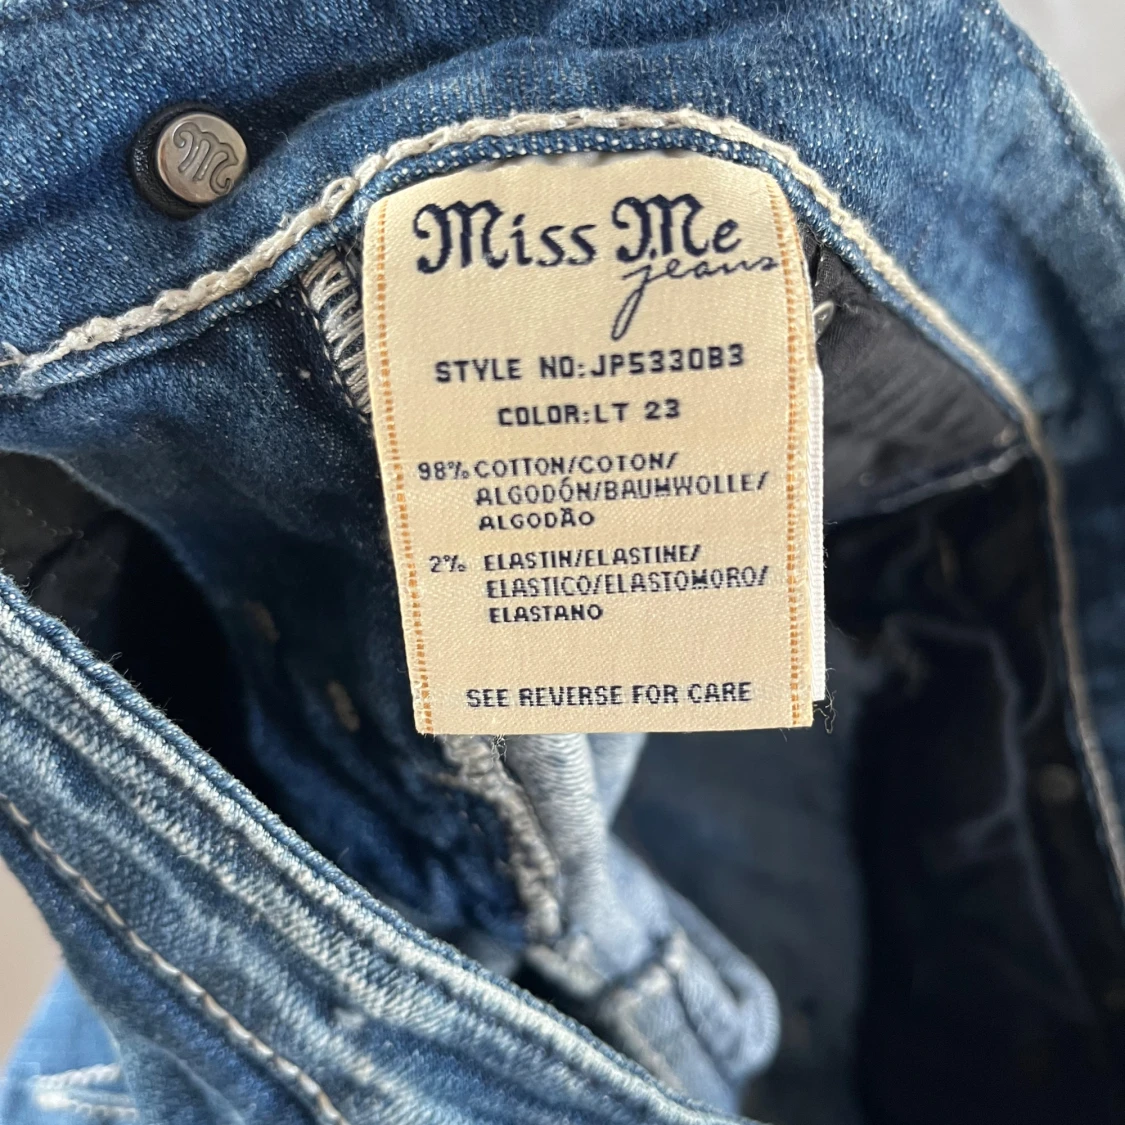 Miss Me
jeans
STYLE NO:JP5330B3
COLOR:LT 23
98% COTTON/COTON/
ALGODÓN/BAUMWOLLE/
ALGODÃO
2% ELASTIN/ELASTINE/
ELASTICO/ELASTOMORO/
ELASTANO
SEE REVERSE FOR CARE
M